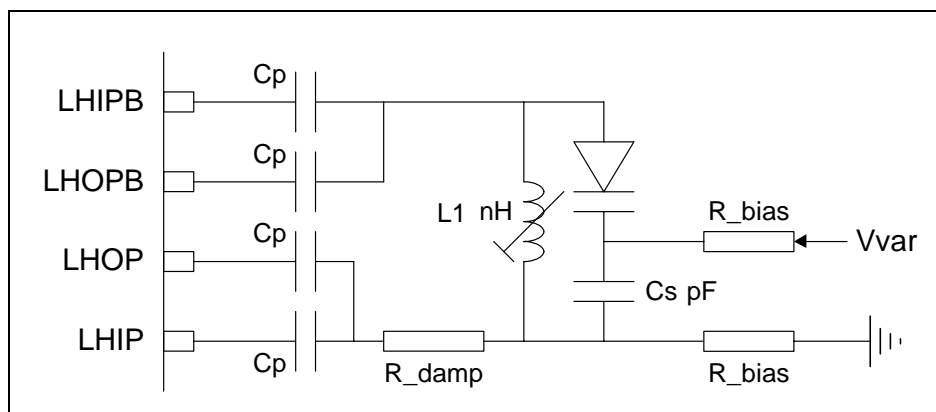 Cp
LHIPB
Cp
LHOPB
L1 nH
R_bias
Cp
Vvar
LHOP
Cs pF
LHIP
Cp
R_damp
R_bias